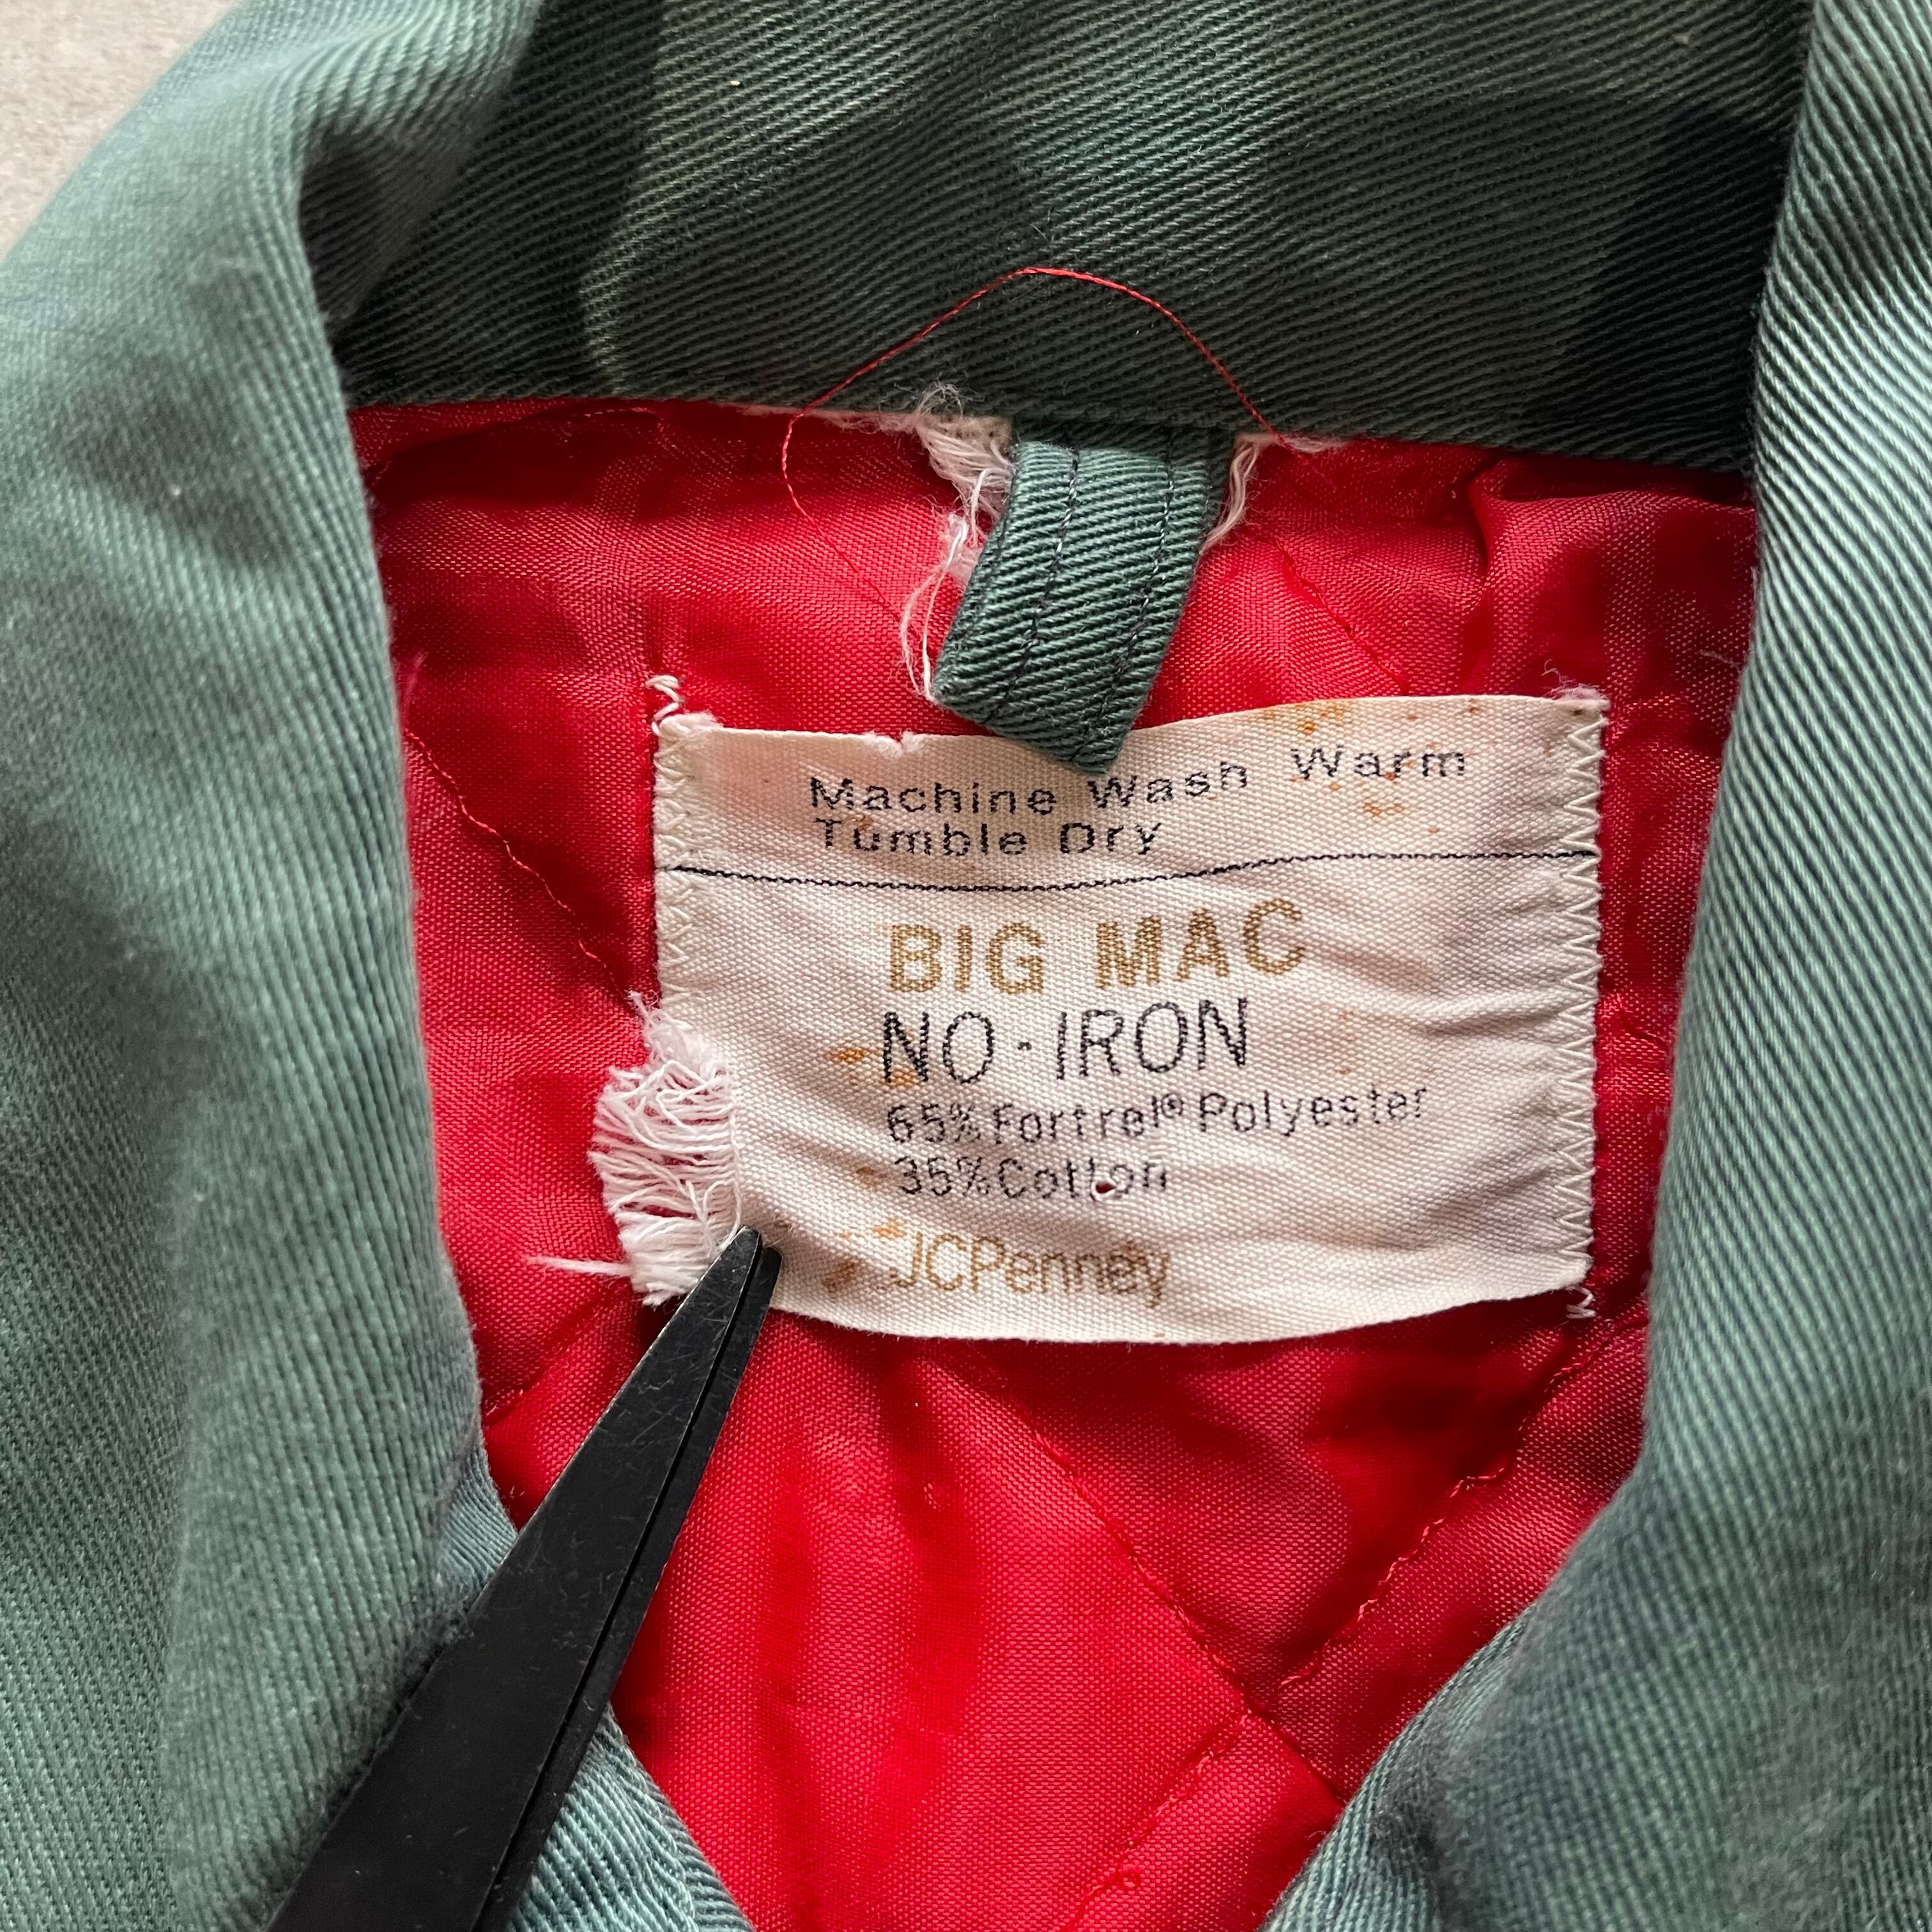 Machine Wash Warm
Tumble Dry
BIG MAC
NO-IRON
65% Fortrel® Polyester
35% Cotton
JCPenney